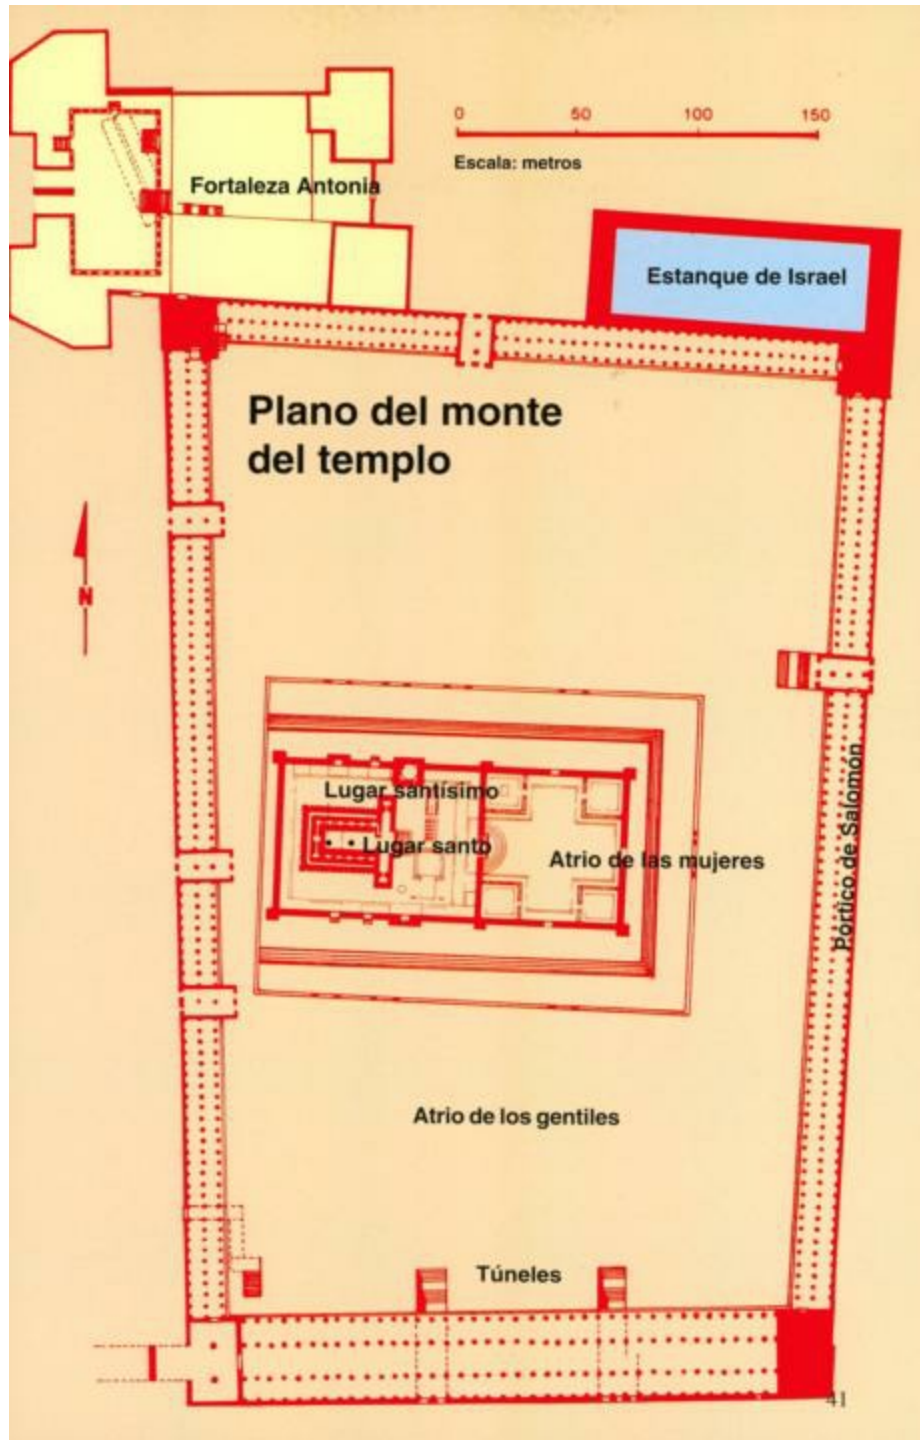 0 50 100 150
Escala: metros
Fortaleza Antonia
Estanque de Israel
Plano del monte
del templo
N
Pórtico de Salomón
Lugar santísimo
Lugar santo
Atrio de las mujeres
Atrio de los gentiles
Túneles
41